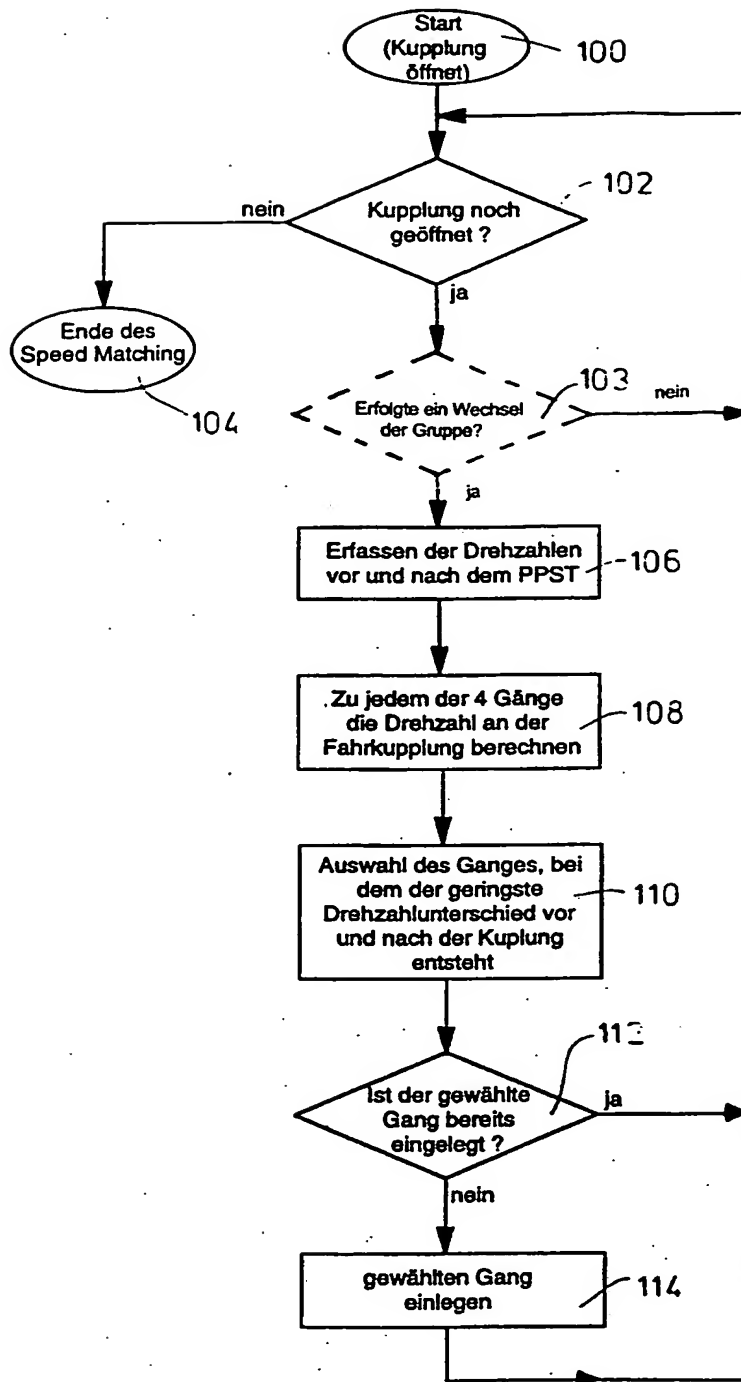 Start
(Kupplung
öffnet)
100
102
nein
Kupplung noch
geöffnet ?
ja
Ende des
Speed Matching
104
103
nein
Erfolgte ein Wechsel
der Gruppe?
ja
Erfassen der Drehzahlen
vor und nach dem PPST
106
Zu jedem der 4 Gänge
die Drehzahl an der
Fahrkupplung berechnen
108
Auswahl des Ganges, bei
dem der geringste
Drehzahlunterschied vor
und nach der Kuplung
entsteht
110
112
Ist der gewählte
Gang bereits
eingelegt ?
ja
nein
gewählten Gang
einlegen
114